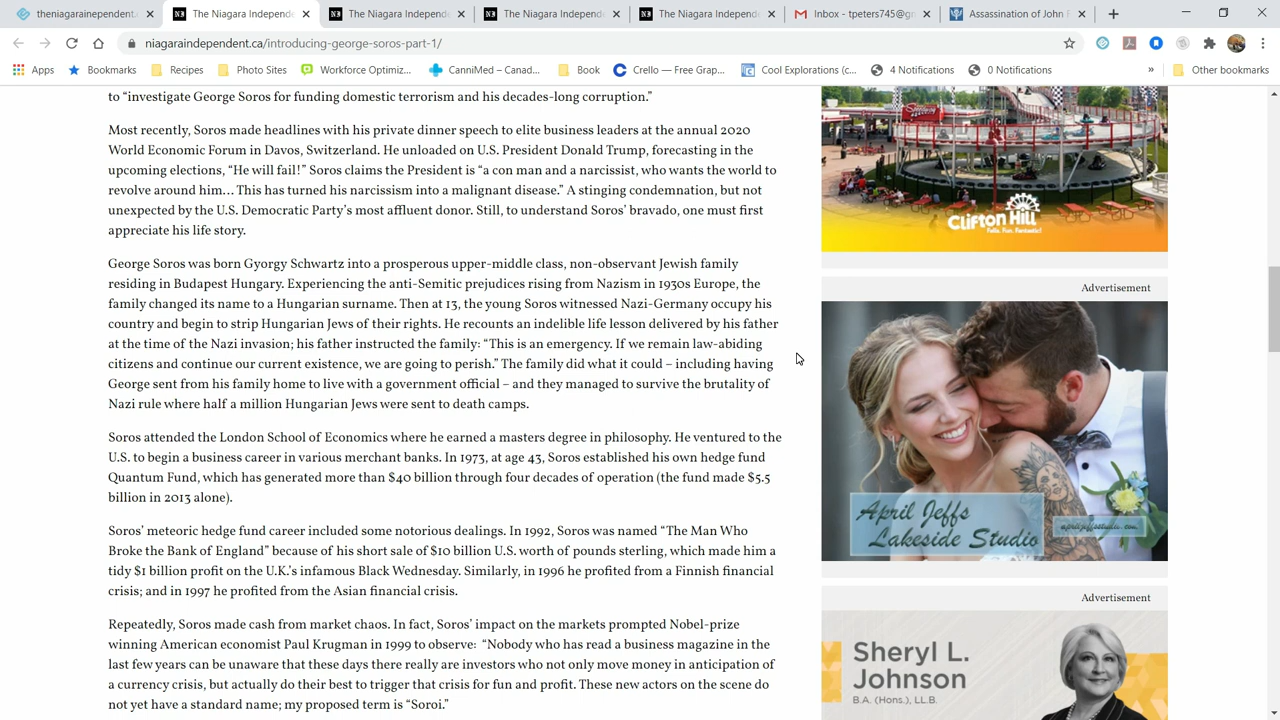 theniagaraindependent.
The Niagara Independe
The Niagara Independe
The Niagara Independ
The Niagara Independ
Inbox - tpeters745@gm
Assassination of John F
niagaraindependent.ca/introducing-george-soros-part-1/
Apps
Bookmarks
Recipes
Photo Sites
Workforce Optimiz...
CanniMed – Canad...
Book
Crello — Free Grap...
Cool Explorations (c...
4 Notifications
0 Notifications
»
Other bookmarks
to “investigate George Soros for funding domestic terrorism and his decades-long corruption.”
Most recently, Soros made headlines with his private dinner speech to elite business leaders at the annual 2020
World Economic Forum in Davos, Switzerland. He unloaded on U.S. President Donald Trump, forecasting in the
upcoming elections, “He will fail!” Soros claims the President is “a con man and a narcissist, who wants the world to
revolve around him… This has turned his narcissism into a malignant disease.” A stinging condemnation, but not
unexpected by the U.S. Democratic Party’s most affluent donor. Still, to understand Soros’ bravado, one must first
appreciate his life story.
George Soros was born Gyorgy Schwartz into a prosperous upper-middle class, non-observant Jewish family
residing in Budapest Hungary. Experiencing the anti-Semitic prejudices rising from Nazism in 1930s Europe, the
family changed its name to a Hungarian surname. Then at 13, the young Soros witnessed Nazi-Germany occupy his
country and begin to strip Hungarian Jews of their rights. He recounts an indelible life lesson delivered by his father
at the time of the Nazi invasion; his father instructed the family: “This is an emergency. If we remain law-abiding
citizens and continue our current existence, we are going to perish.” The family did what it could – including having
George sent from his family home to live with a government official – and they managed to survive the brutality of
Nazi rule where half a million Hungarian Jews were sent to death camps.
Soros attended the London School of Economics where he earned a masters degree in philosophy. He ventured to the
U.S. to begin a business career in various merchant banks. In 1973, at age 43, Soros established his own hedge fund
Quantum Fund, which has generated more than $40 billion through four decades of operation (the fund made $5.5
billion in 2013 alone).
Soros’ meteoric hedge fund career included some notorious dealings. In 1992, Soros was named “The Man Who
Broke the Bank of England” because of his short sale of $10 billion U.S. worth of pounds sterling, which made him a
tidy $1 billion profit on the U.K.’s infamous Black Wednesday. Similarly, in 1996 he profited from a Finnish financial
crisis; and in 1997 he profited from the Asian financial crisis.
Repeatedly, Soros made cash from market chaos. In fact, Soros’ impact on the markets prompted Nobel-prize
winning American economist Paul Krugman in 1999 to observe: “Nobody who has read a business magazine in the
last few years can be unaware that these days there really are investors who not only move money in anticipation of
a currency crisis, but actually do their best to trigger that crisis for fun and profit. These new actors on the scene do
not yet have a standard name; my proposed term is “Soroi.”
Speedway
Clifton Hill
Falls. Fun. Fantastic!
Advertisement
April Jeffs
Lakeside Studio
apriljeffsstudio.com
Advertisement
Sheryl L.
Johnson
B.A. (Hons.), LL.B.